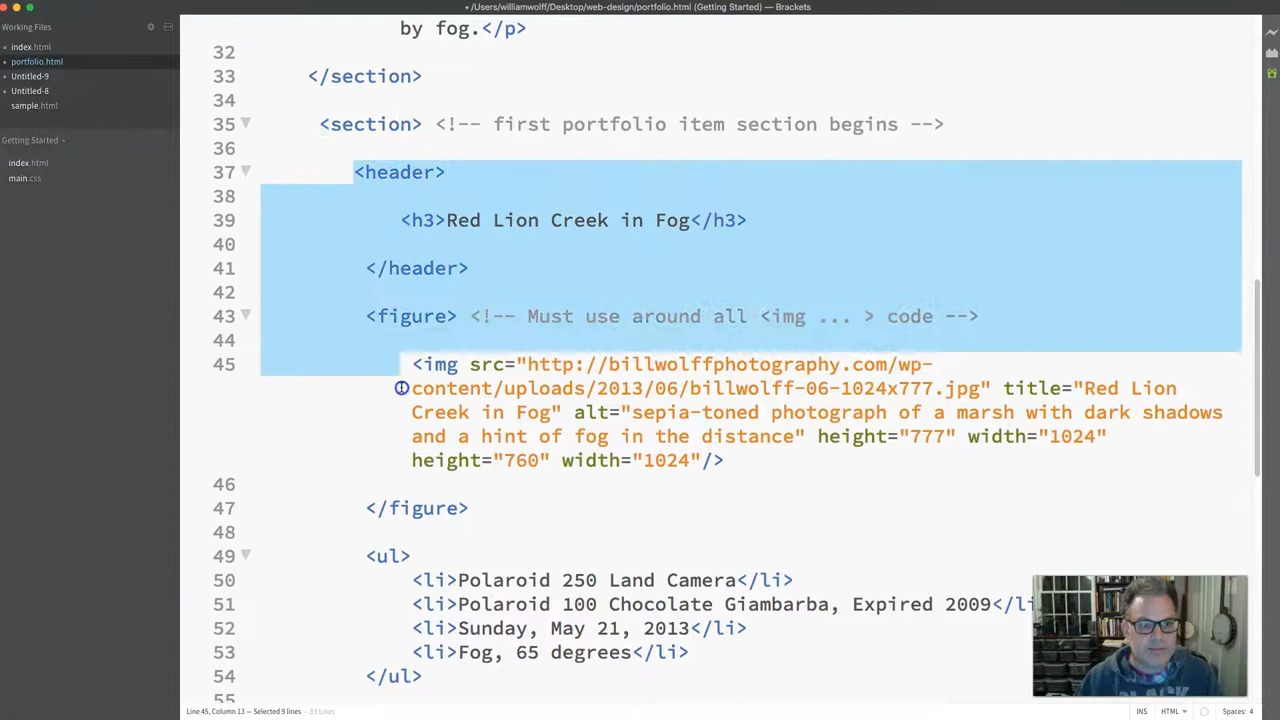 • /Users/williamwolff/Desktop/web-design/portfolio.html (Getting Started) — Brackets
Working Files
index.html
portfolio.html
Untitled-9
Untitled-8
sample.html
Getting Started
index.html
main.css
by fog.</p>
32
33 </section>
34
35 <section> <!-- first portfolio item section begins -->
36
37 <header>
38
39 <h3>Red Lion Creek in Fog</h3>
40
41 </header>
42
43 <figure> <!-- Must use around all <img ... > code -->
44
45 <img src="http://billwolffphotography.com/wp-
content/uploads/2013/06/billwolff-06-1024x777.jpg" title="Red Lion
Creek in Fog" alt="sepia-toned photograph of a marsh with dark shadows
and a hint of fog in the distance" height="777" width="1024"
height="760" width="1024"/>
46
47 </figure>
48
49 <ul>
50 <li>Polaroid 250 Land Camera</li>
51 <li>Polaroid 100 Chocolate Giambarba, Expired 2009</li
52 <li>Sunday, May 21, 2013</li>
53 <li>Fog, 65 degrees</li>
54 </ul>
55
Line 45, Column 13 — Selected 9 lines
INS HTML Spaces: 4